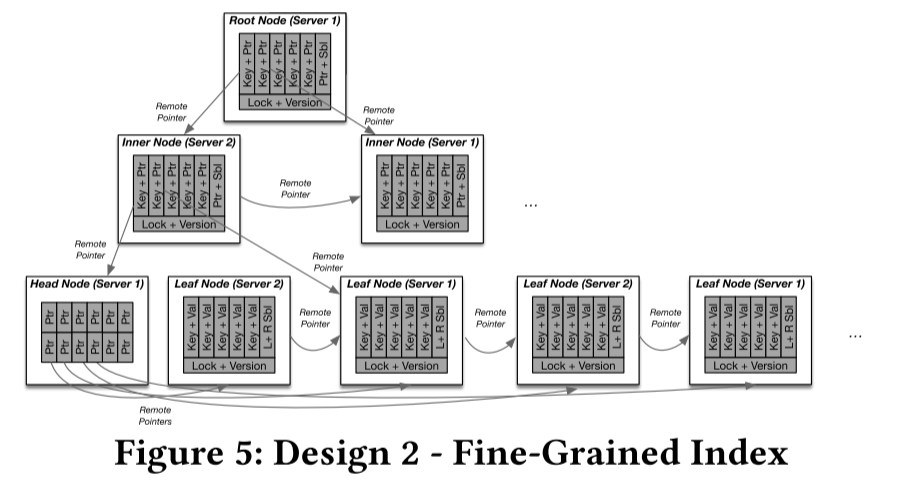 Root Node (Server 1)
Key + Ptr
Key + Ptr
Key + Ptr
Key + Ptr
Key + Ptr
Ptr + Sbl
Lock + Version
Remote
Pointer
Remote
Pointer
Inner Node (Server 2)
Key + Ptr
Key + Ptr
Key + Ptr
Key + Ptr
Key + Ptr
Ptr + Sbl
Lock + Version
Remote
Pointer
Inner Node (Server 1)
Key + Ptr
Key + Ptr
Key + Ptr
Key + Ptr
Key + Ptr
Ptr + Sbl
Lock + Version
...
Remote
Pointer
Remote
Pointer
Head Node (Server 1)
Ptr
Ptr
Ptr
Ptr
Ptr
Ptr
Ptr
Ptr
Ptr
Ptr
Ptr
Ptr
Leaf Node (Server 2)
Key + Val
Key + Val
Key + Val
Key + Val
Key + Val
L+ R Sbl
Lock + Version
Remote
Pointer
Leaf Node (Server 1)
Key + Val
Key + Val
Key + Val
Key + Val
Key + Val
L+ R Sbl
Lock + Version
Remote
Pointer
Leaf Node (Server 2)
Key + Val
Key + Val
Key + Val
Key + Val
Key + Val
L+ R Sbl
Lock + Version
Remote
Pointer
Leaf Node (Server 1)
Key + Val
Key + Val
Key + Val
Key + Val
Key + Val
L+ R Sbl
Lock + Version
...
Remote
Pointers
Figure 5: Design 2 - Fine-Grained Index